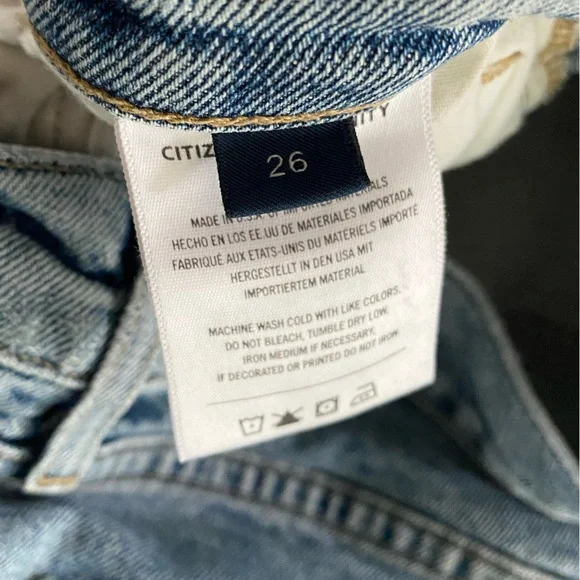 CITIZ ITY
26
MADE IN U.S.A. OF IMPORTED MATERIALS
HECHO EN LOS EE.UU DE MATERIALES IMPORTADA
FABRIQUÉ AUX ETATS-UNIS DU MATÉRIELS IMPORTÉ
HERGESTELLT IN DEN USA MIT
IMPORTIERTEM MATERIAL
MACHINE WASH COLD WITH LIKE COLORS.
DO NOT BLEACH, TUMBLE DRY LOW.
IRON MEDIUM IF NECESSARY.
IF DECORATED OR PRINTED DO NOT IRON.